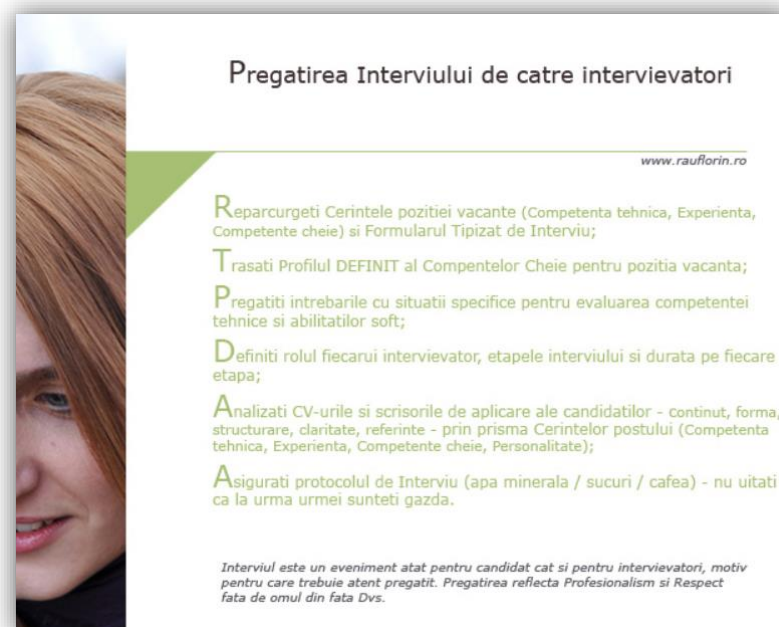 Pregatirea Interviului de catre intervievatori
www.rauflorin.ro
Reparcurgeti Cerintele pozitiei vacante (Competenta tehnica, Experienta,
Competente cheie) si Formularul Tipizat de Interviu;
Trasati Profilul DEFINIT al Compentelor Cheie pentru pozitia vacanta;
Pregatiti intrebarile cu situatii specifice pentru evaluarea competentei
tehnice si abilitatilor soft;
Definiti rolul fiecarui intervievator, etapele interviului si durata pe fiecare
etapa;
Analizati CV-urile si scrisorile de aplicare ale candidatilor - continut, forma,
structurare, claritate, referinte - prin prisma Cerintelor postului (Competenta
tehnica, Experienta, Competente cheie, Personalitate);
Asigurati protocolul de Interviu (apa minerala / sucuri / cafea) - nu uitati
ca la urma urmei sunteti gazda.
Interviul este un eveniment atat pentru candidat cat si pentru intervievatori, motiv
pentru care trebuie atent pregatit. Pregatirea reflecta Profesionalism si Respect
fata de omul din fata Dvs.